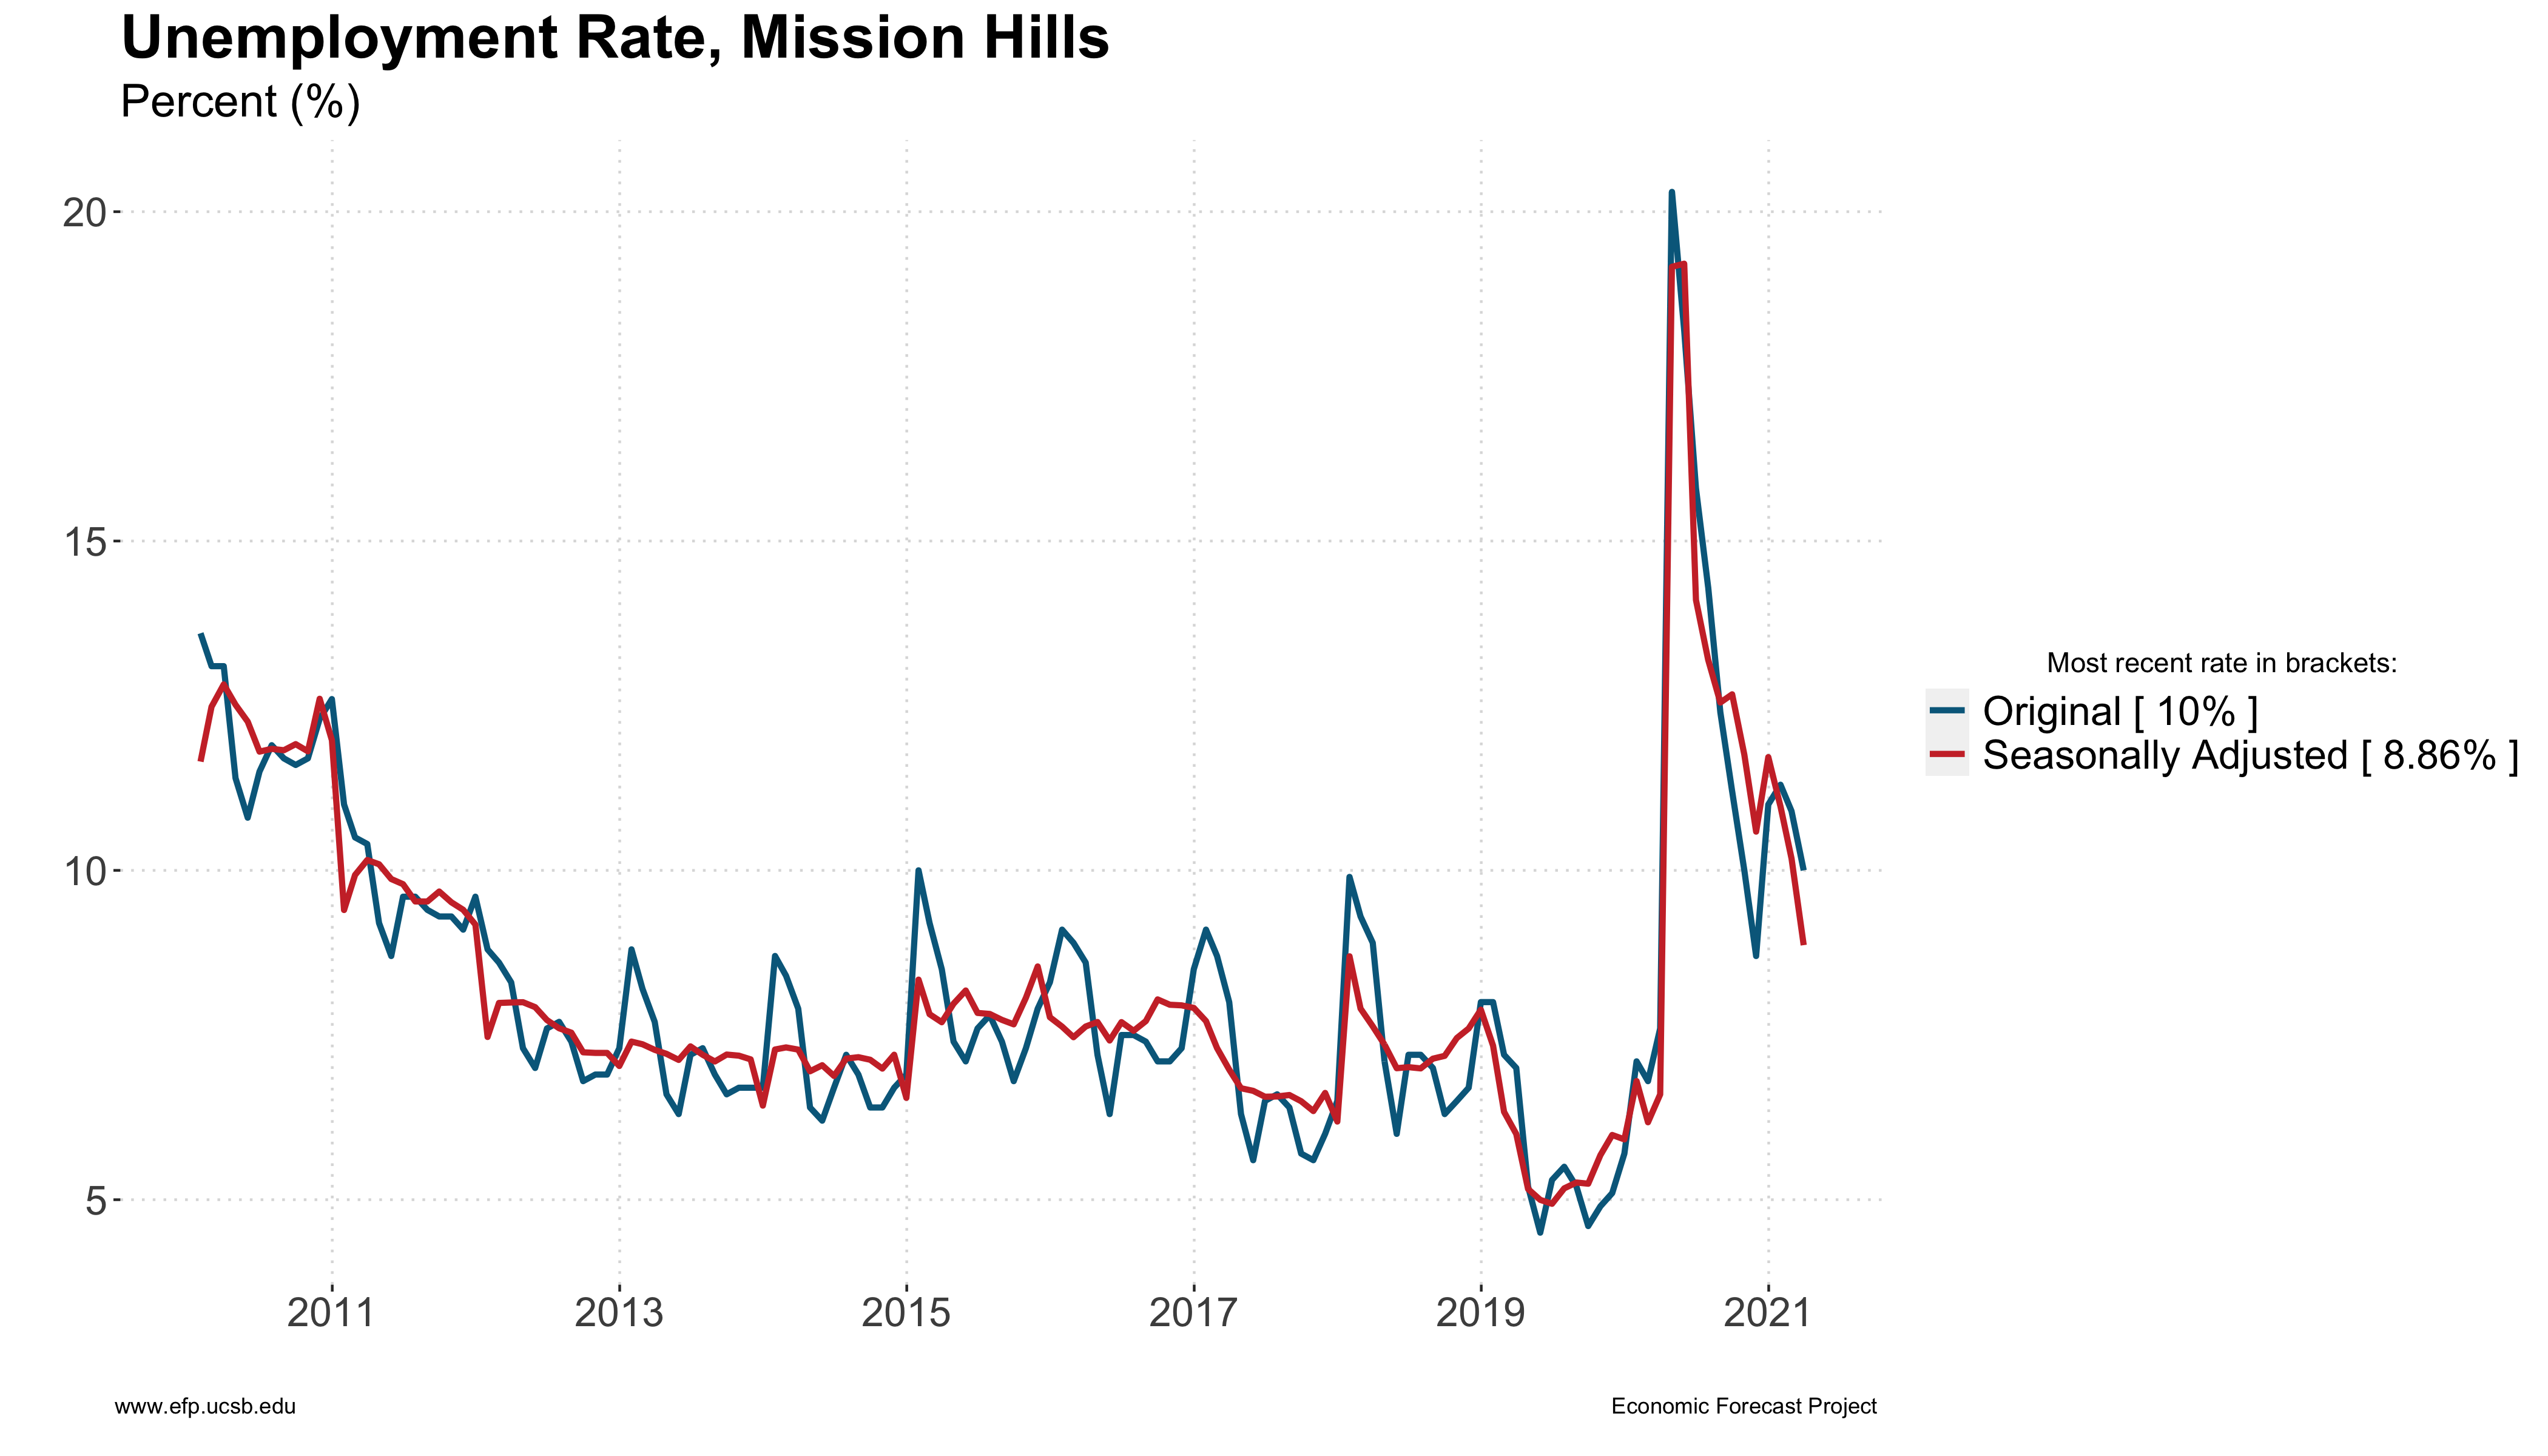 Unemployment Rate, Mission Hills
Percent (%)
20
15
10
5
2011 2013 2015 2017 2019 2021
Most recent rate in brackets:
Original [ 10% ]
Seasonally Adjusted [ 8.86% ]
www.efp.ucsb.edu
Economic Forecast Project